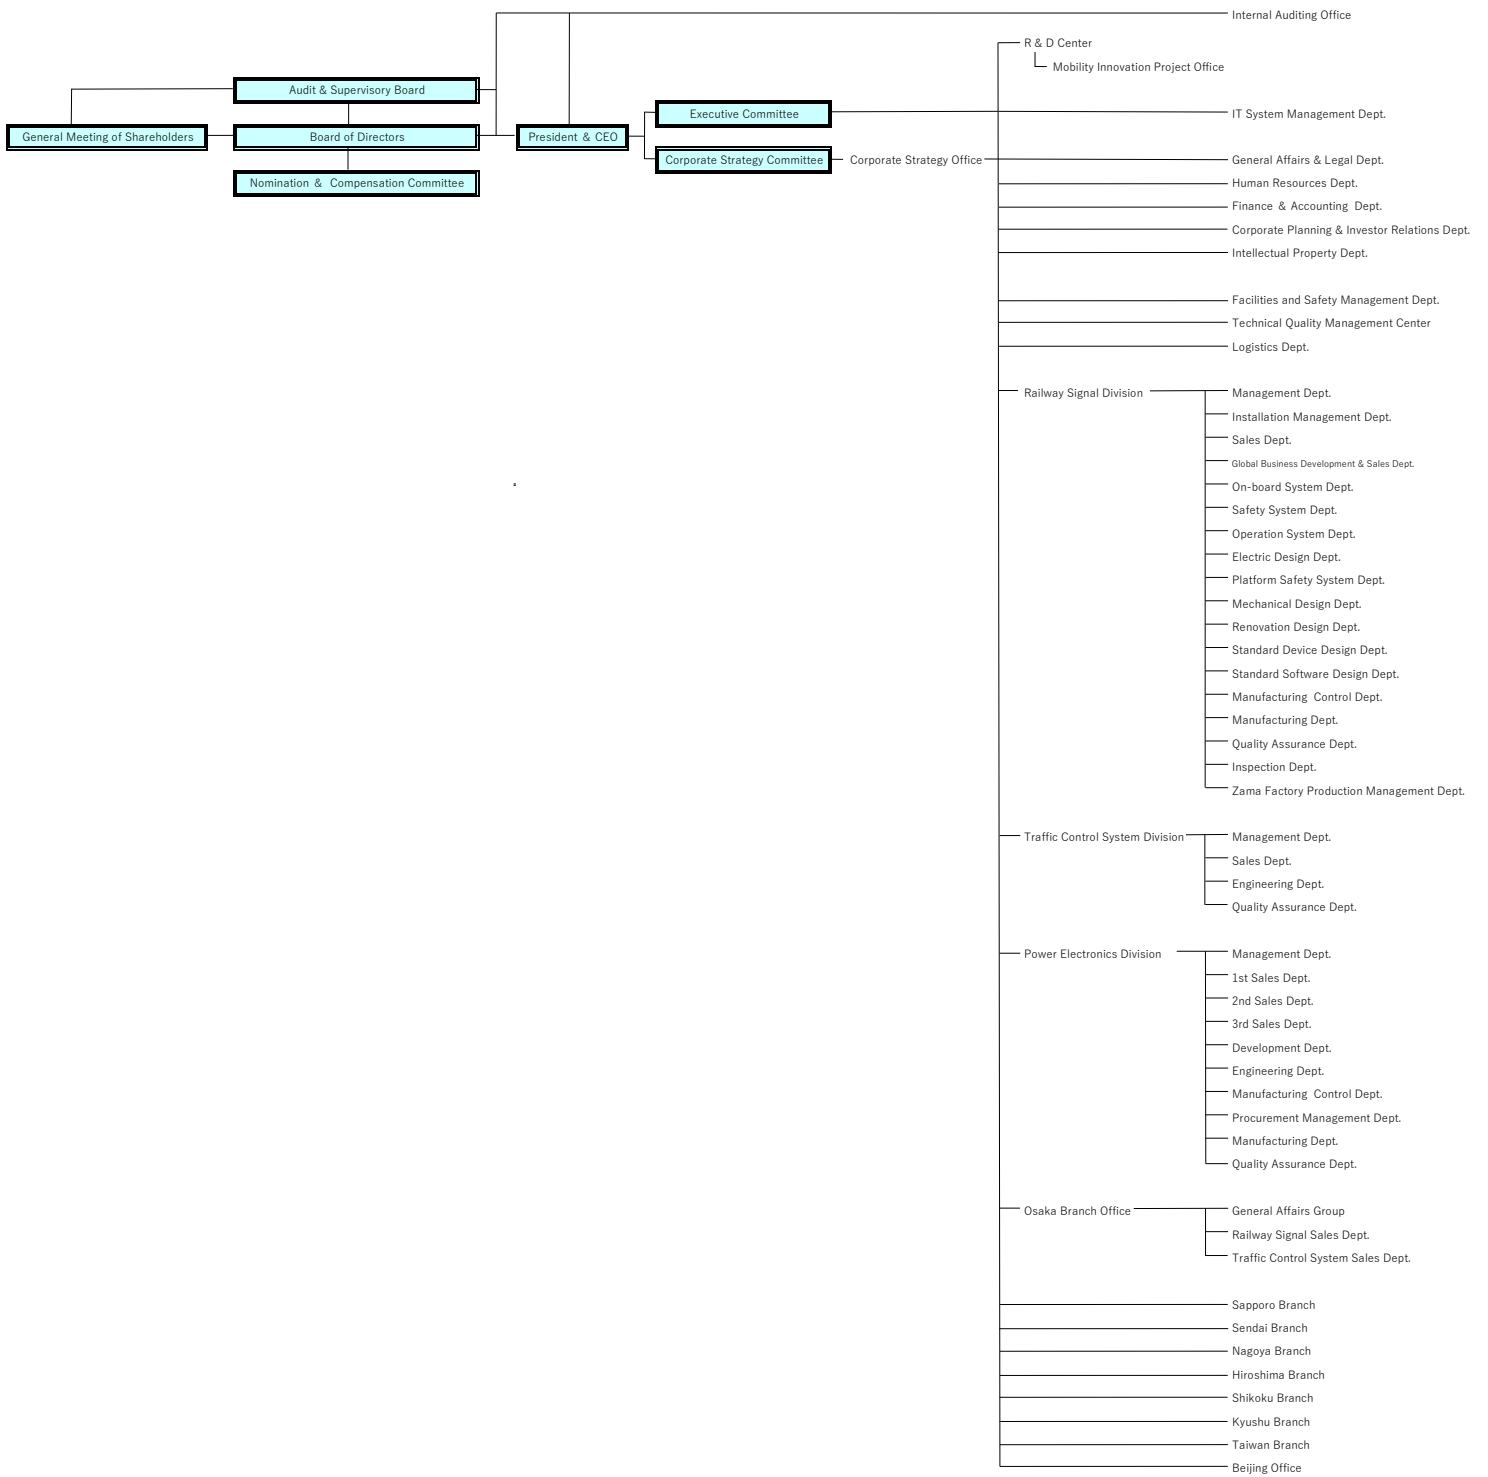 Internal Auditing Office
R & D Center
Mobility Innovation Project Office
Audit & Supervisory Board
Executive Committee
IT System Management Dept.
General Meeting of Shareholders
Board of Directors
President & CEO
Corporate Strategy Committee
Corporate Strategy Office
General Affairs & Legal Dept.
Nomination & Compensation Committee
Human Resources Dept.
Finance & Accounting Dept.
Corporate Planning & Investor Relations Dept.
Intellectual Property Dept.
Facilities and Safety Management Dept.
Technical Quality Management Center
Logistics Dept.
Railway Signal Division
Management Dept.
Installation Management Dept.
Sales Dept.
Global Business Development & Sales Dept.
On-board System Dept.
Safety System Dept.
Operation System Dept.
Electric Design Dept.
Platform Safety System Dept.
Mechanical Design Dept.
Renovation Design Dept.
Standard Device Design Dept.
Standard Software Design Dept.
Manufacturing Control Dept.
Manufacturing Dept.
Quality Assurance Dept.
Inspection Dept.
Zama Factory Production Management Dept.
Traffic Control System Division
Management Dept.
Sales Dept.
Engineering Dept.
Quality Assurance Dept.
Power Electronics Division
Management Dept.
1st Sales Dept.
2nd Sales Dept.
3rd Sales Dept.
Development Dept.
Engineering Dept.
Manufacturing Control Dept.
Procurement Management Dept.
Manufacturing Dept.
Quality Assurance Dept.
Osaka Branch Office
General Affairs Group
Railway Signal Sales Dept.
Traffic Control System Sales Dept.
Sapporo Branch
Sendai Branch
Nagoya Branch
Hiroshima Branch
Shikoku Branch
Kyushu Branch
Taiwan Branch
Beijing Office